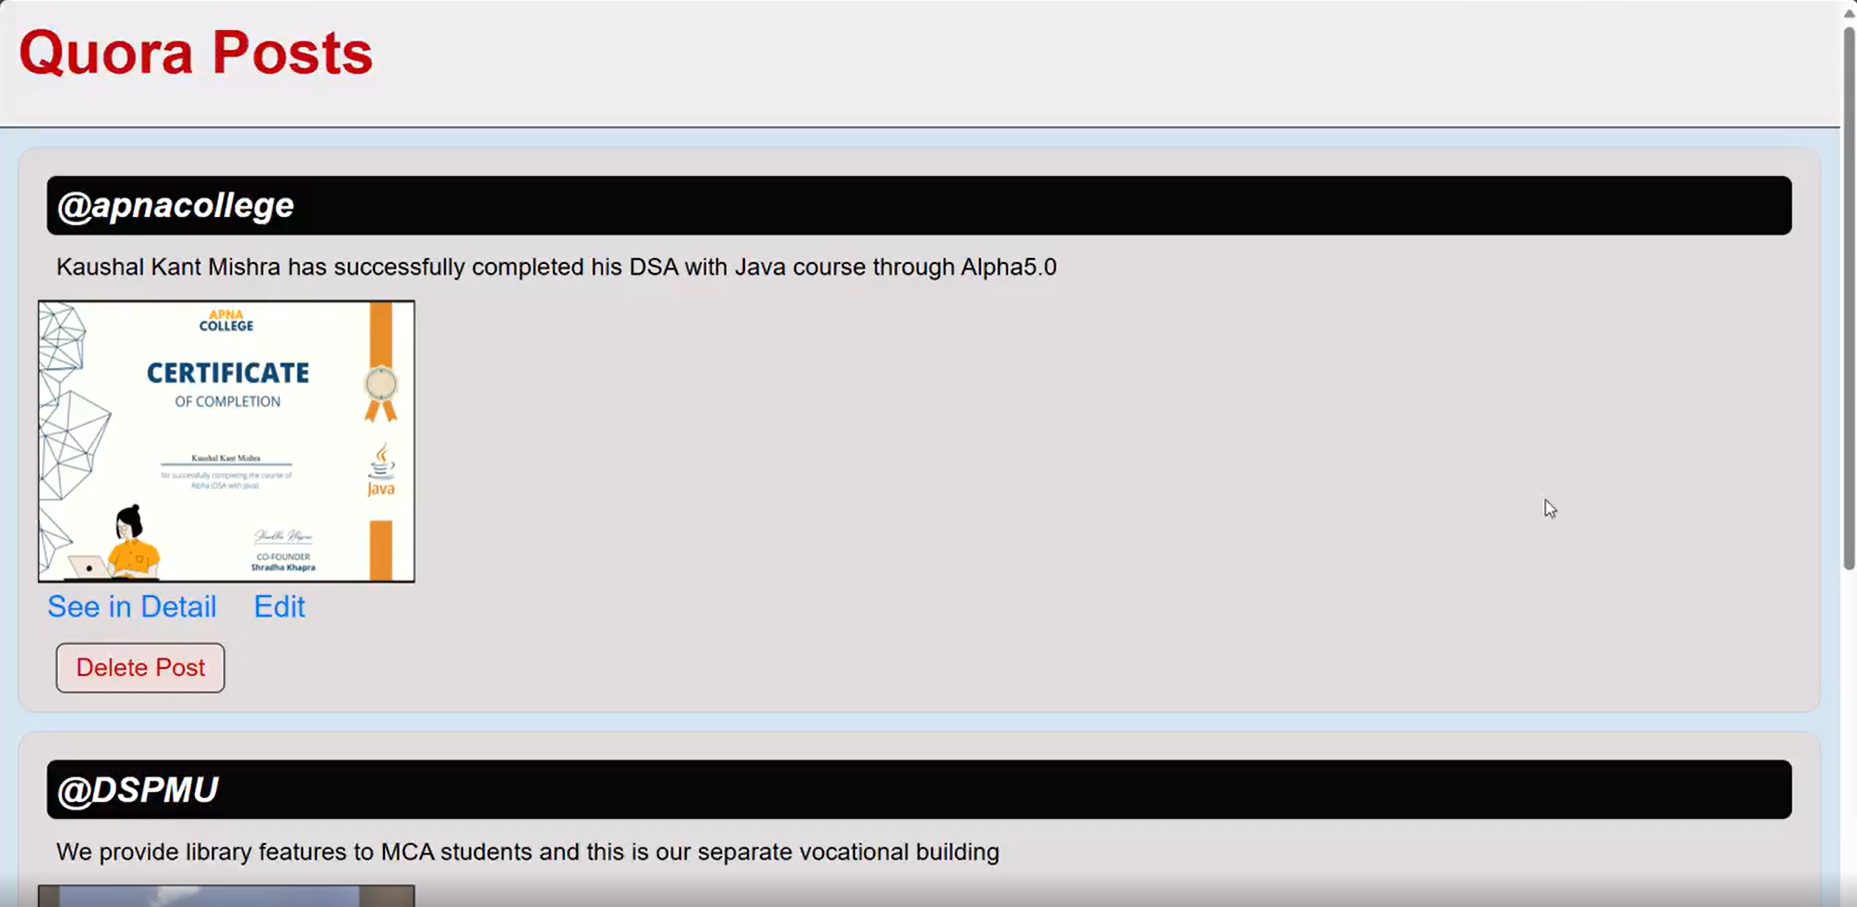 Quora Posts
@apnacollege
Kaushal Kant Mishra has successfully completed his DSA with Java course through Alpha5.0
APNA
COLLEGE
CERTIFICATE
OF COMPLETION
Kaushal Kant Mishra
for successfully completing the course of
Alpha (DSA with Java)
Java
CO-FOUNDER
Shradha Khapra
See in Detail Edit
Delete Post
@DSPMU
We provide library features to MCA students and this is our separate vocational building